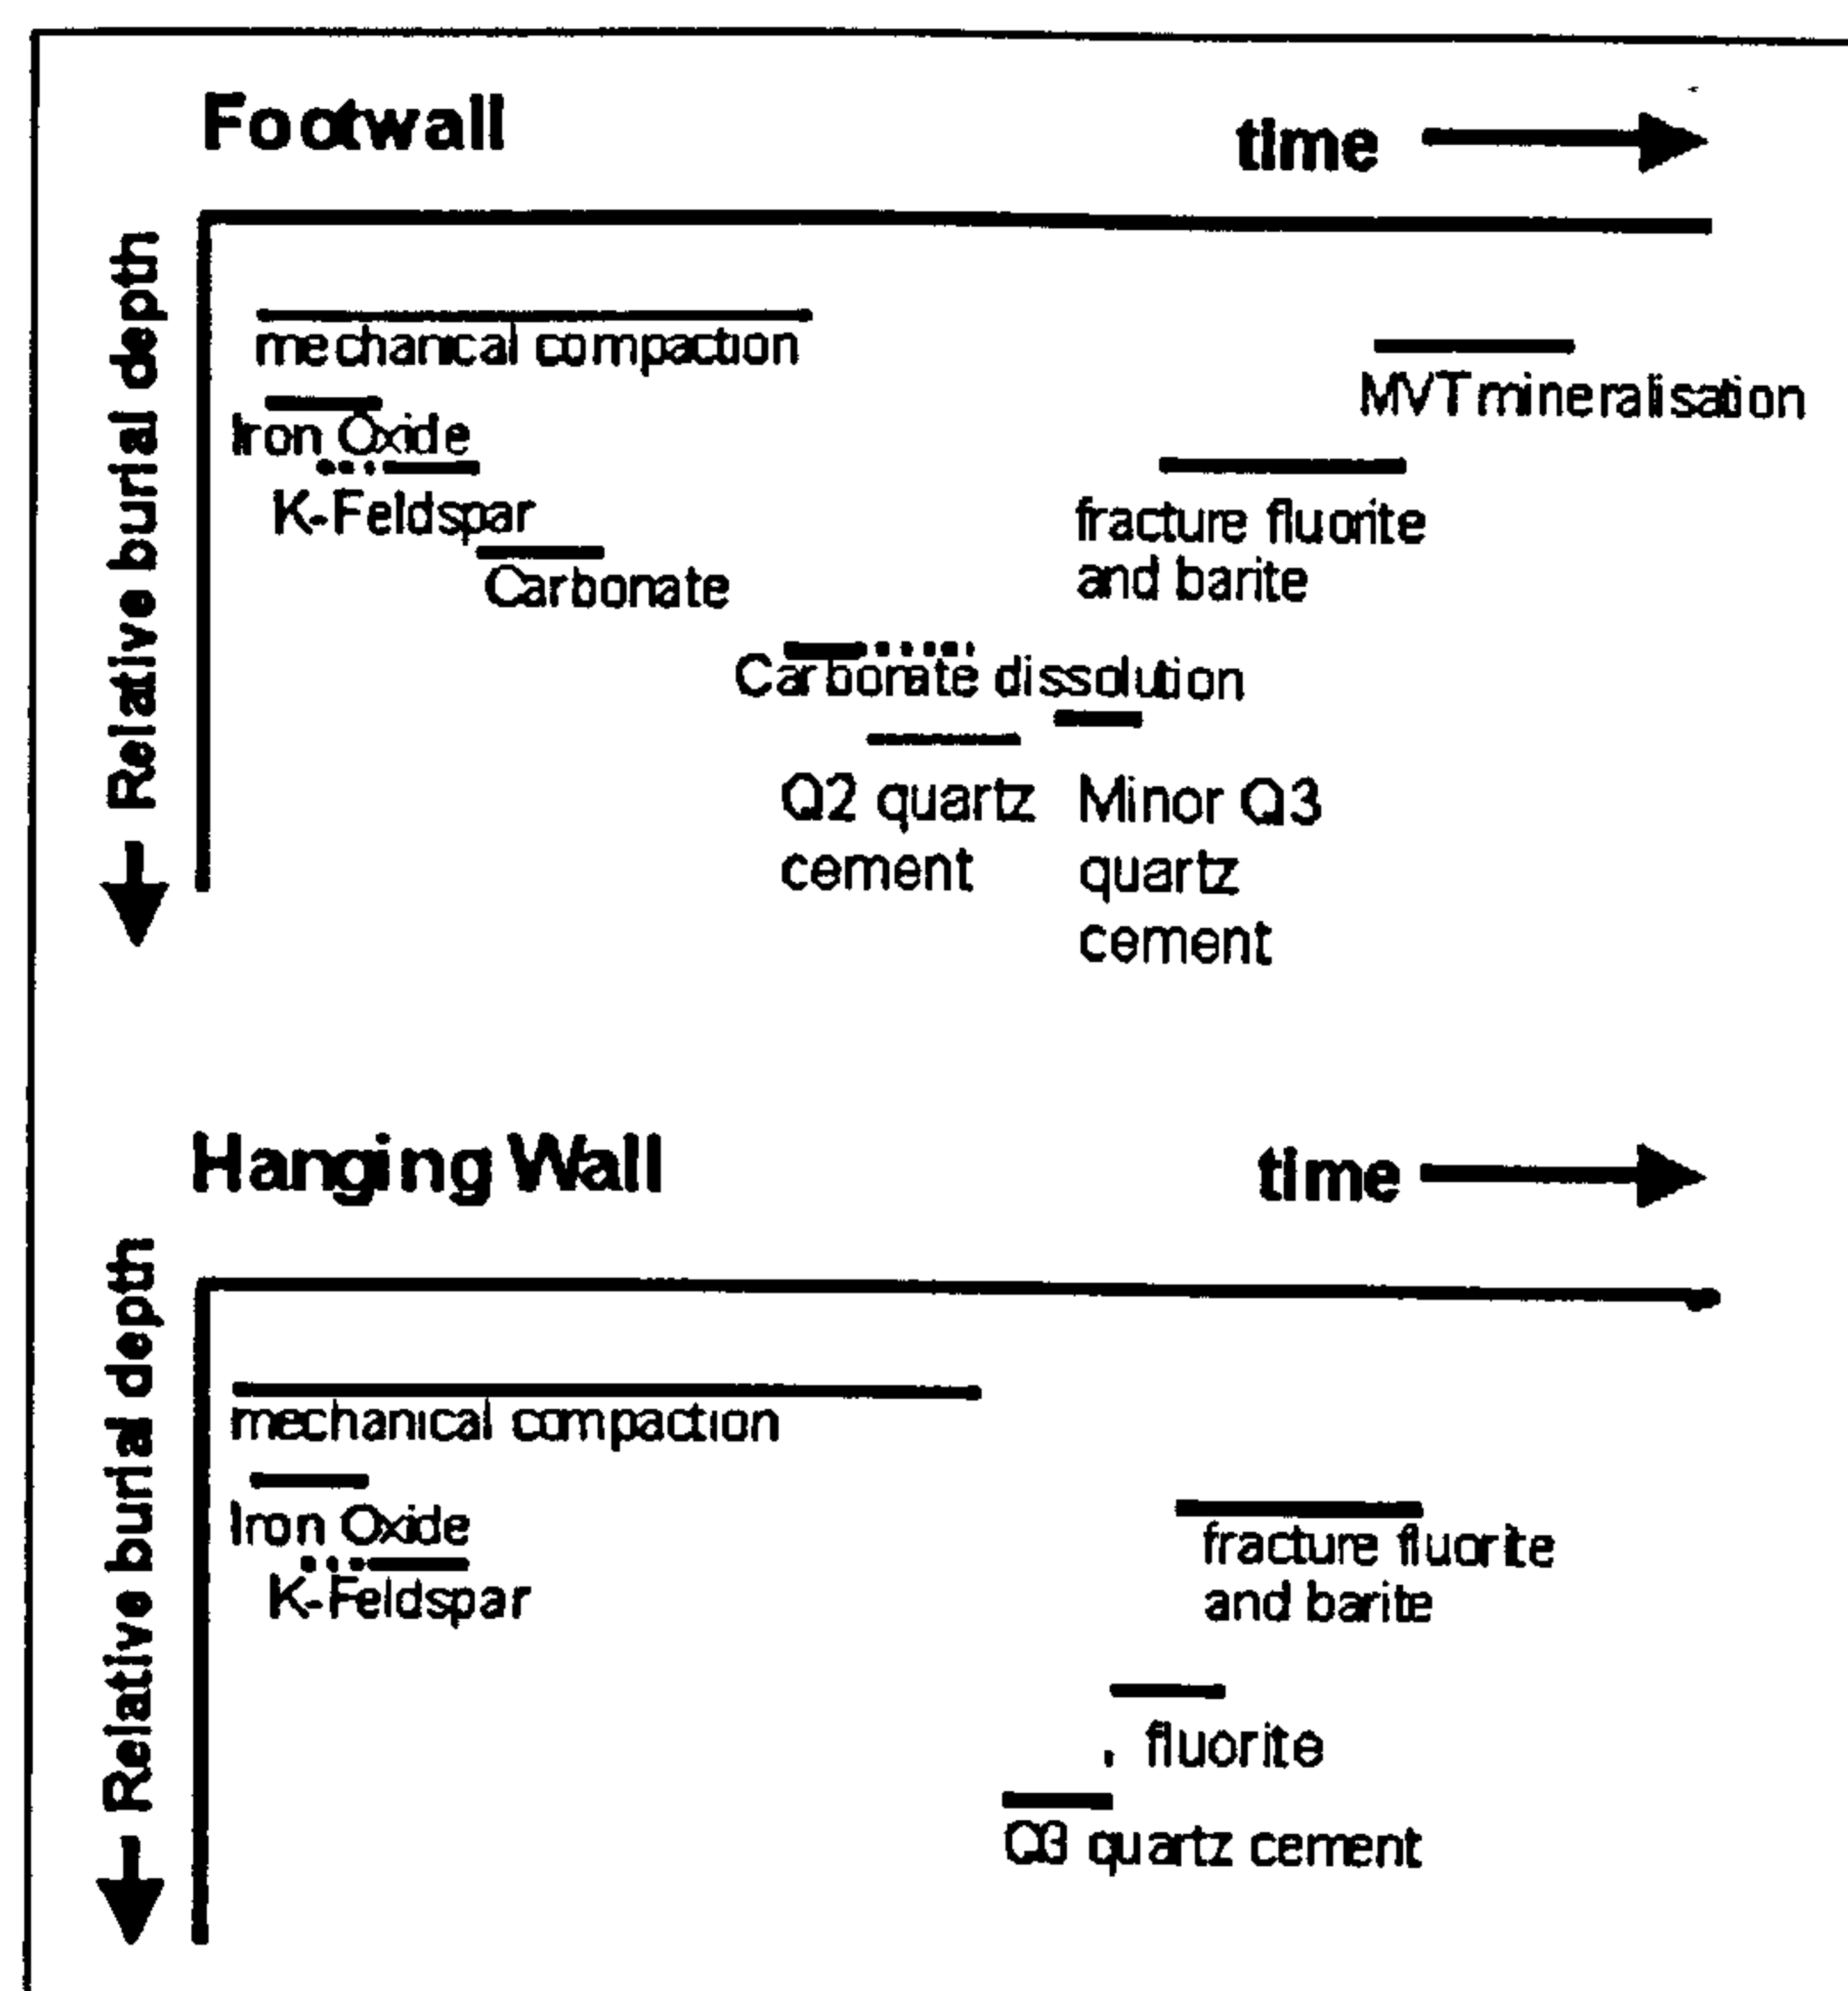 Footwall
time
Relative burial depth
mechanical compaction
MVT mineralisation
Iron Oxide
K-Feldspar
fracture fluorite
and barite
Carbonate
Carbonate dissolution
Q2 quartz
cement
Minor Q3
quartz
cement
Hanging Wall
time
Relative burial depth
mechanical compaction
Iron Oxide
K-Feldspar
fracture fluorite
and barite
fluorite
Q3 quartz cement